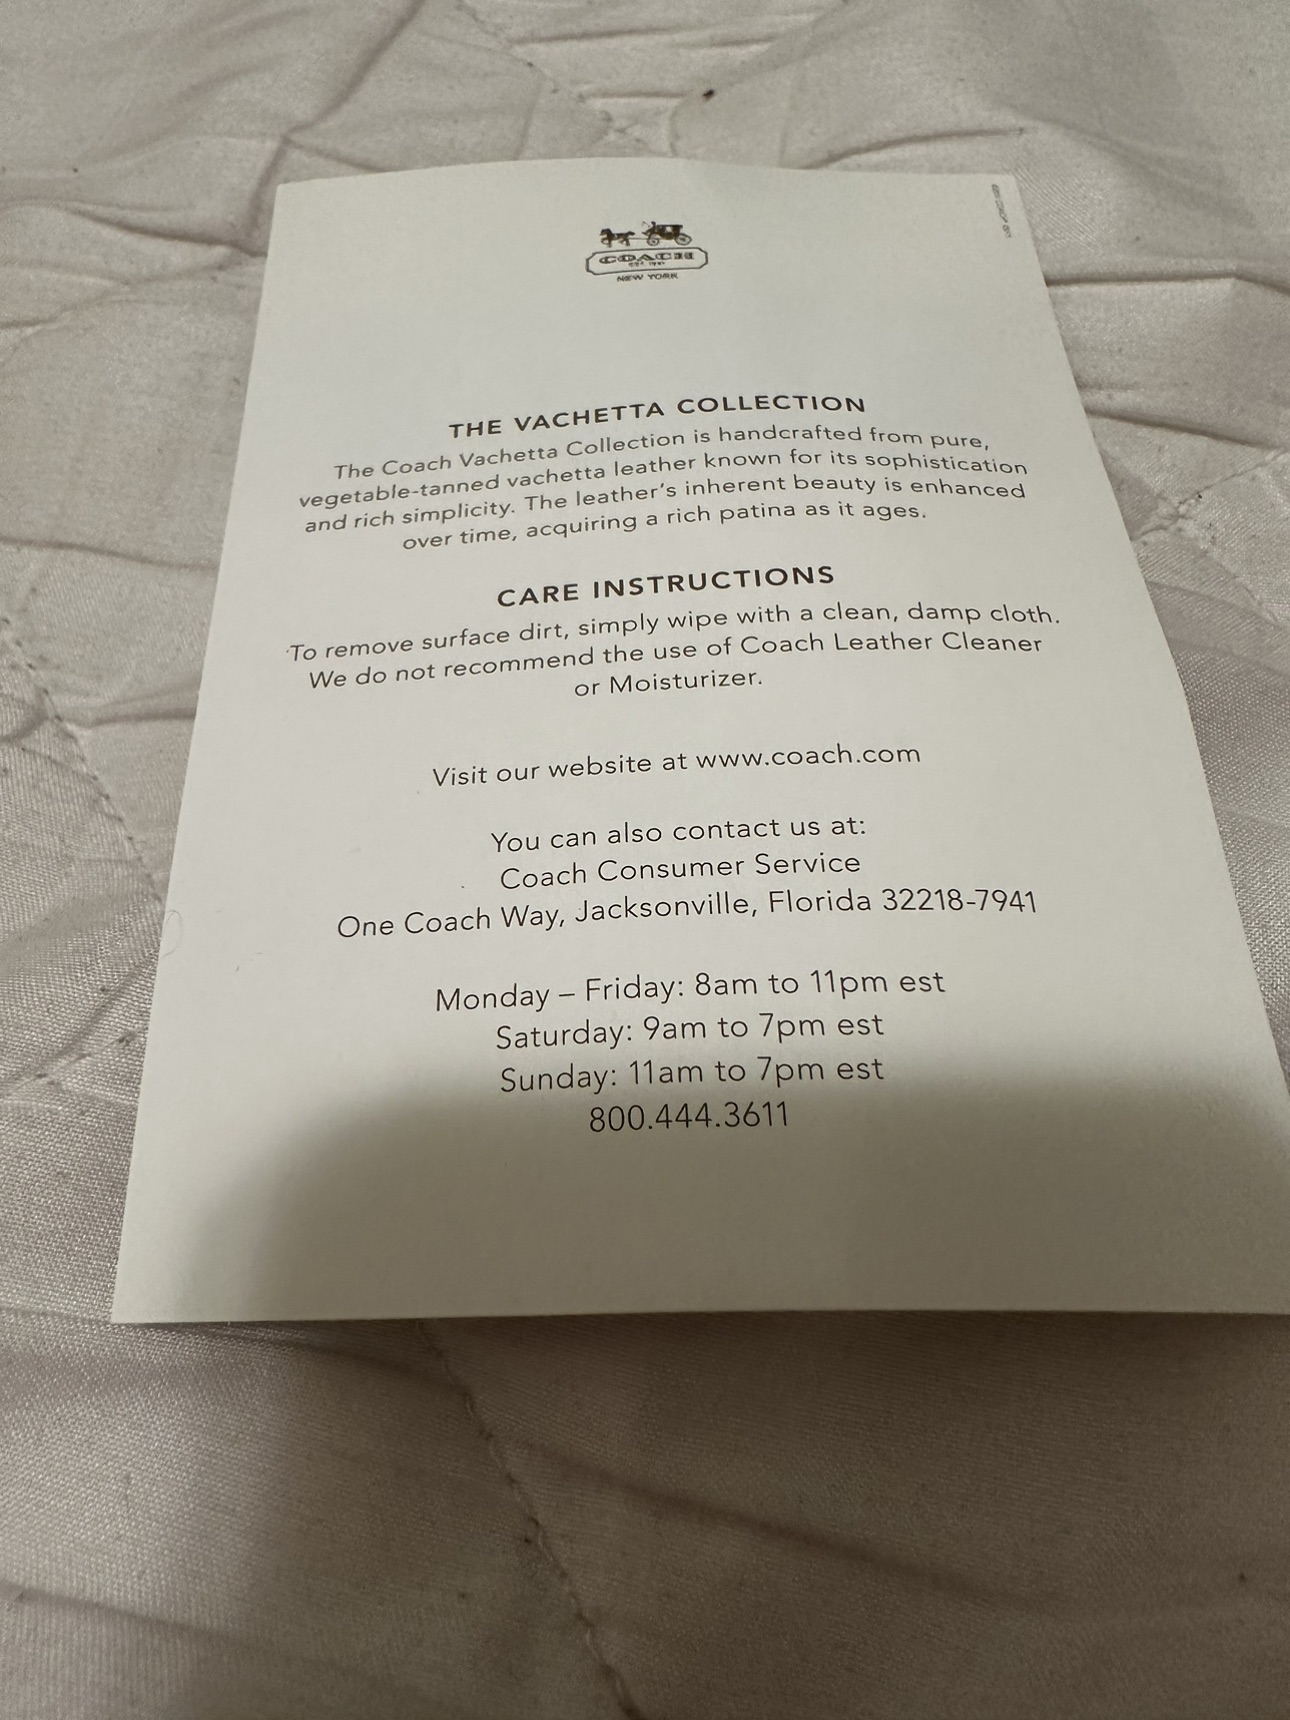 COACH
EST. 1941
NEW YORK
THE VACHETTA COLLECTION
The Coach Vachetta Collection is handcrafted from pure,
vegetable-tanned vachetta leather known for its sophistication
and rich simplicity. The leather's inherent beauty is enhanced
over time, acquiring a rich patina as it ages.
CARE INSTRUCTIONS
To remove surface dirt, simply wipe with a clean, damp cloth.
We do not recommend the use of Coach Leather Cleaner
or Moisturizer.
Visit our website at www.coach.com
You can also contact us at:
Coach Consumer Service
One Coach Way, Jacksonville, Florida 32218-7941
Monday – Friday: 8am to 11pm est
Saturday: 9am to 7pm est
Sunday: 11am to 7pm est
800.444.3611